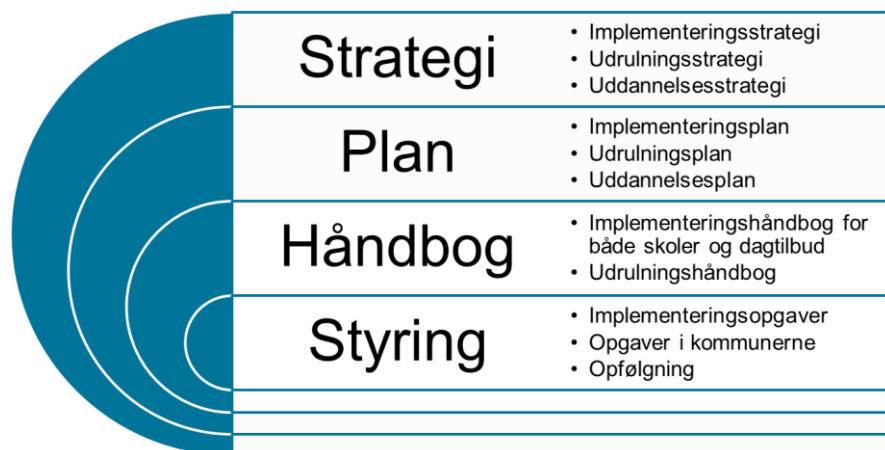 Strategi
• Implementeringsstrategi
• Udrulningsstrategi
• Uddannelsesstrategi
Plan
• Implementeringsplan
• Udrulningsplan
• Uddannelsesplan
Håndbog
• Implementeringshåndbog for
både skoler og dagtilbud
• Udrulningshåndbog
Styring
• Implementeringsopgaver
• Opgaver i kommunerne
• Opfølgning